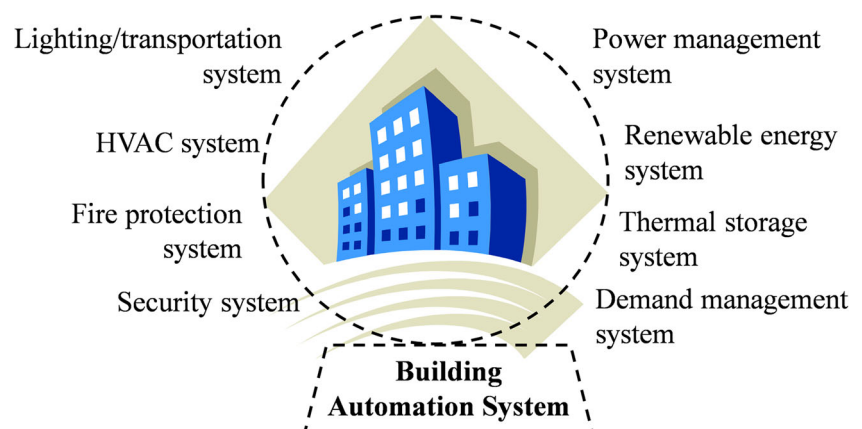 Lighting/transportation
system
HVAC system
Fire protection
system
Security system
Power management
system
Renewable energy
system
Thermal storage
system
Demand management
system
Building
Automation System